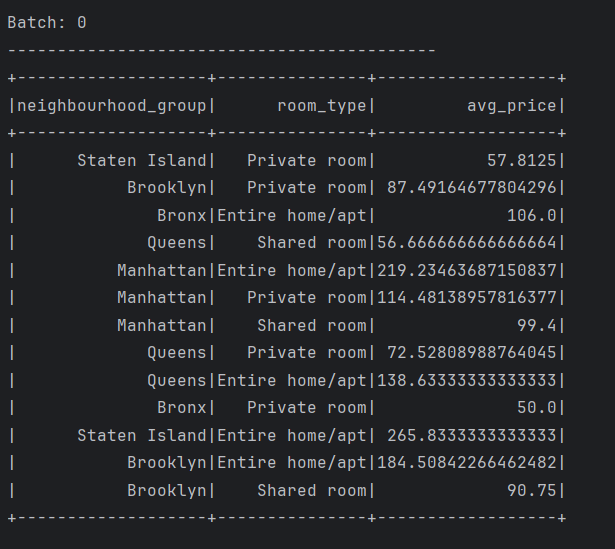 Batch: 0
-------------------------------------------
+-------------------+---------------+------------------+
|neighbourhood_group|      room_type|         avg_price|
+-------------------+---------------+------------------+
|      Staten Island|   Private room|           57.8125|
|           Brooklyn|   Private room| 87.49164677804296|
|              Bronx|Entire home/apt|             106.0|
|             Queens|    Shared room|56.666666666666664|
|          Manhattan|Entire home/apt|219.23463687150837|
|          Manhattan|   Private room|114.48138957816377|
|          Manhattan|    Shared room|              99.4|
|             Queens|   Private room| 72.52808988764045|
|             Queens|Entire home/apt|138.63333333333333|
|              Bronx|   Private room|              50.0|
|      Staten Island|Entire home/apt| 265.8333333333333|
|           Brooklyn|Entire home/apt|184.50842266462482|
|           Brooklyn|    Shared room|             90.75|
+-------------------+---------------+------------------+